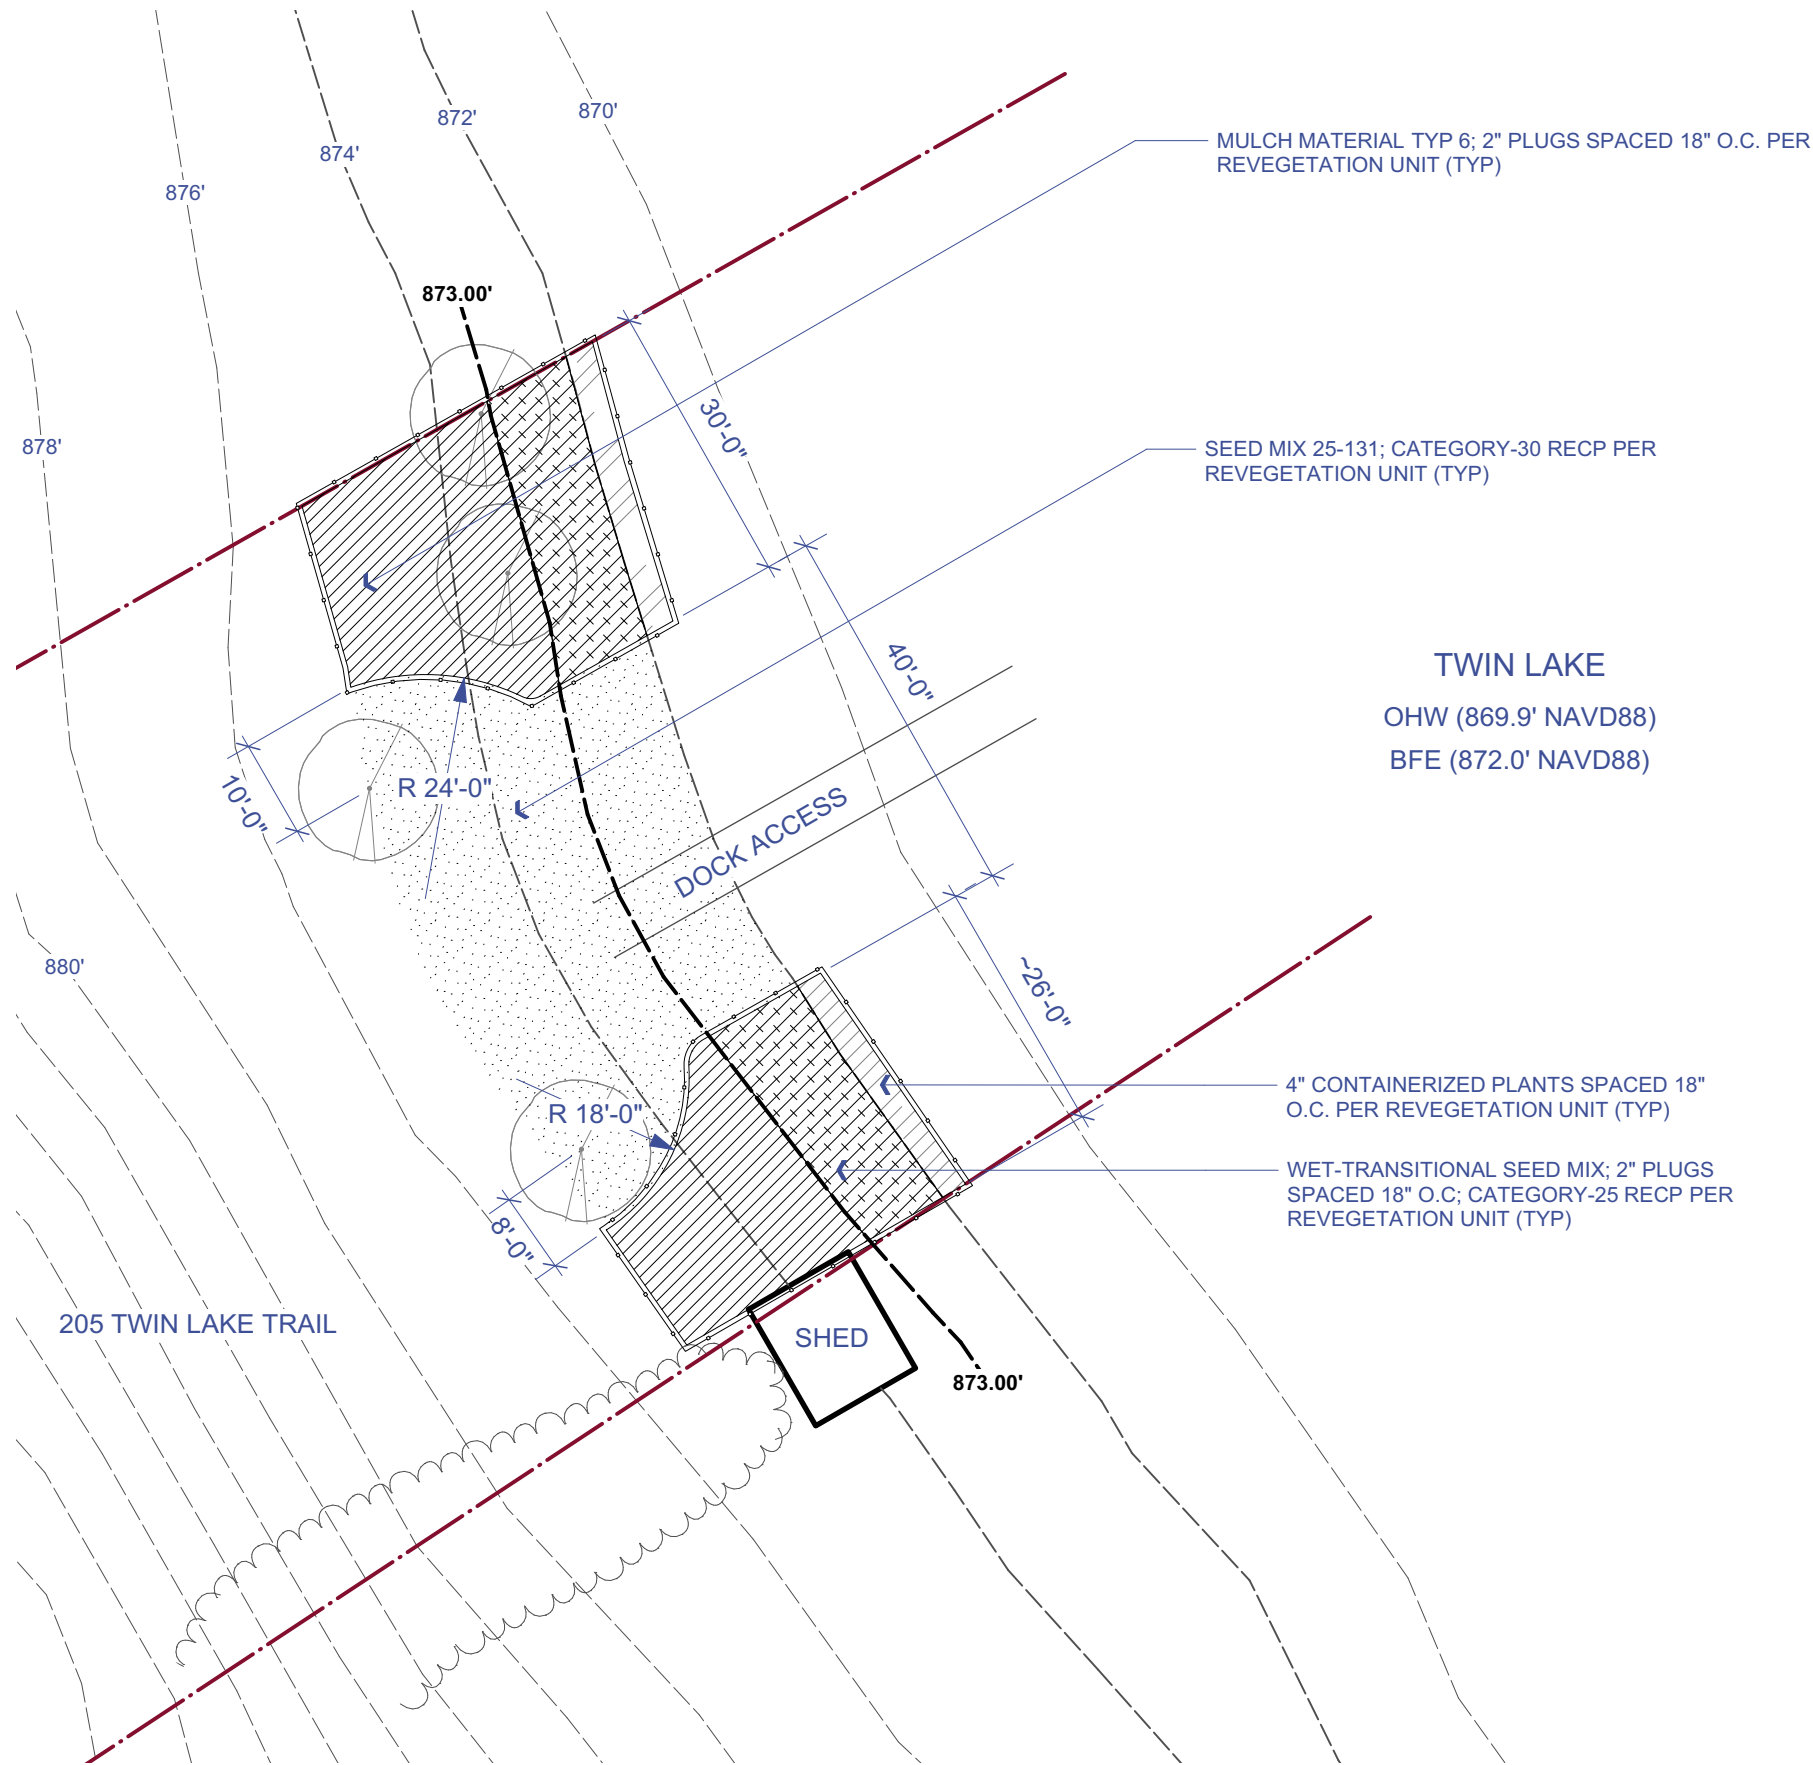 870'
872'
874'
876'
MULCH MATERIAL TYP 6; 2" PLUGS SPACED 18" O.C. PER
REVEGETATION UNIT (TYP)
873.00'
30'-0"
878'
SEED MIX 25-131; CATEGORY-30 RECP PER
REVEGETATION UNIT (TYP)
40'-0"
TWIN LAKE
OHW (869.9' NAVD88)
BFE (872.0' NAVD88)
10'-0"
R 24'-0"
DOCK ACCESS
880'
~26'-0"
4" CONTAINERIZED PLANTS SPACED 18"
O.C. PER REVEGETATION UNIT (TYP)
R 18'-0"
WET-TRANSITIONAL SEED MIX; 2" PLUGS
SPACED 18" O.C; CATEGORY-25 RECP PER
REVEGETATION UNIT (TYP)
8'-0"
205 TWIN LAKE TRAIL
SHED
873.00'